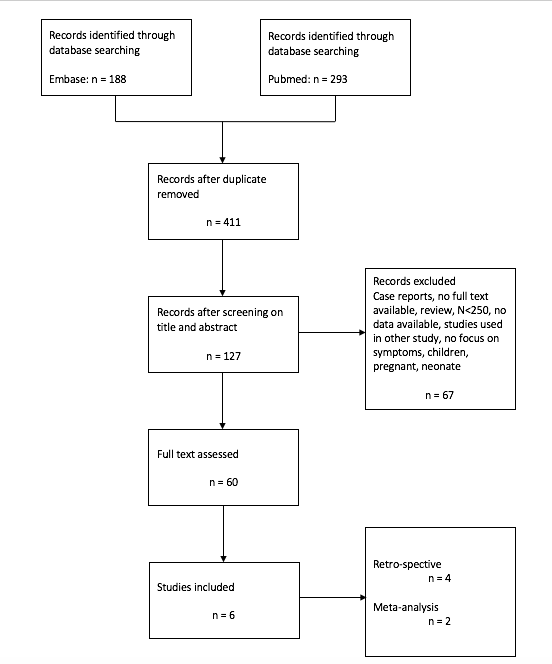 Records identified through
database searching
Embase: n = 188
Records identified through
database searching
Pubmed: n = 293
Records after duplicate
removed
n = 411
Records after screening on
title and abstract
n = 127
Records excluded
Case reports, no full text
available, review, N<250, no
data available, studies used
in other study, no focus on
symptoms, children,
pregnant, neonate
n = 67
Full text assessed
n = 60
Studies included
n = 6
Retro-spective
n = 4
Meta-analysis
n = 2